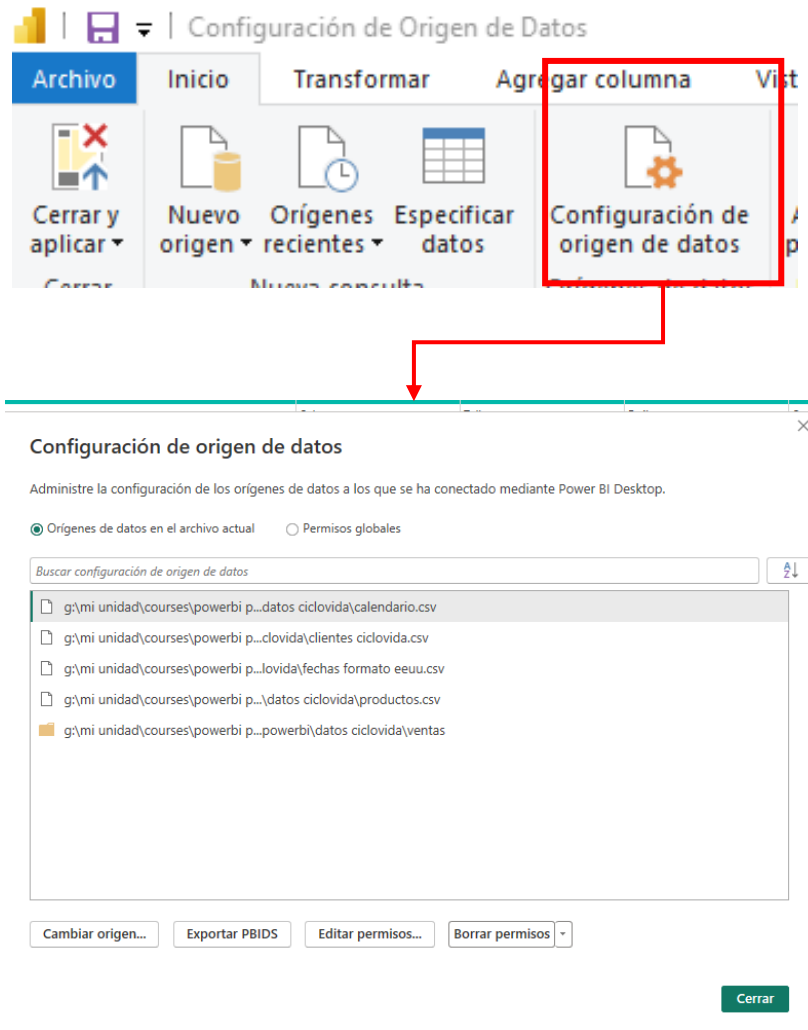 Configuración de Origen de Datos
Archivo Inicio Transformar Agregar columna Vist
Cerrar y aplicar
Nuevo origen
Orígenes recientes
Especificar datos
Configuración de origen de datos
Cerrar
Nueva consulta
Configuración de origen de datos
Administre la configuración de los orígenes de datos a los que se ha conectado mediante Power BI Desktop.
Orígenes de datos en el archivo actual Permisos globales
Buscar configuración de origen de datos
g:\mi unidad\courses\powerbi p...datos ciclovida\calendario.csv
g:\mi unidad\courses\powerbi p...clovida\clientes ciclovida.csv
g:\mi unidad\courses\powerbi p...lovida\fechas formato eeuu.csv
g:\mi unidad\courses\powerbi p...\datos ciclovida\productos.csv
g:\mi unidad\courses\powerbi p...powerbi\datos ciclovida\ventas
Cambiar origen... Exportar PBIDS Editar permisos... Borrar permisos
Cerrar